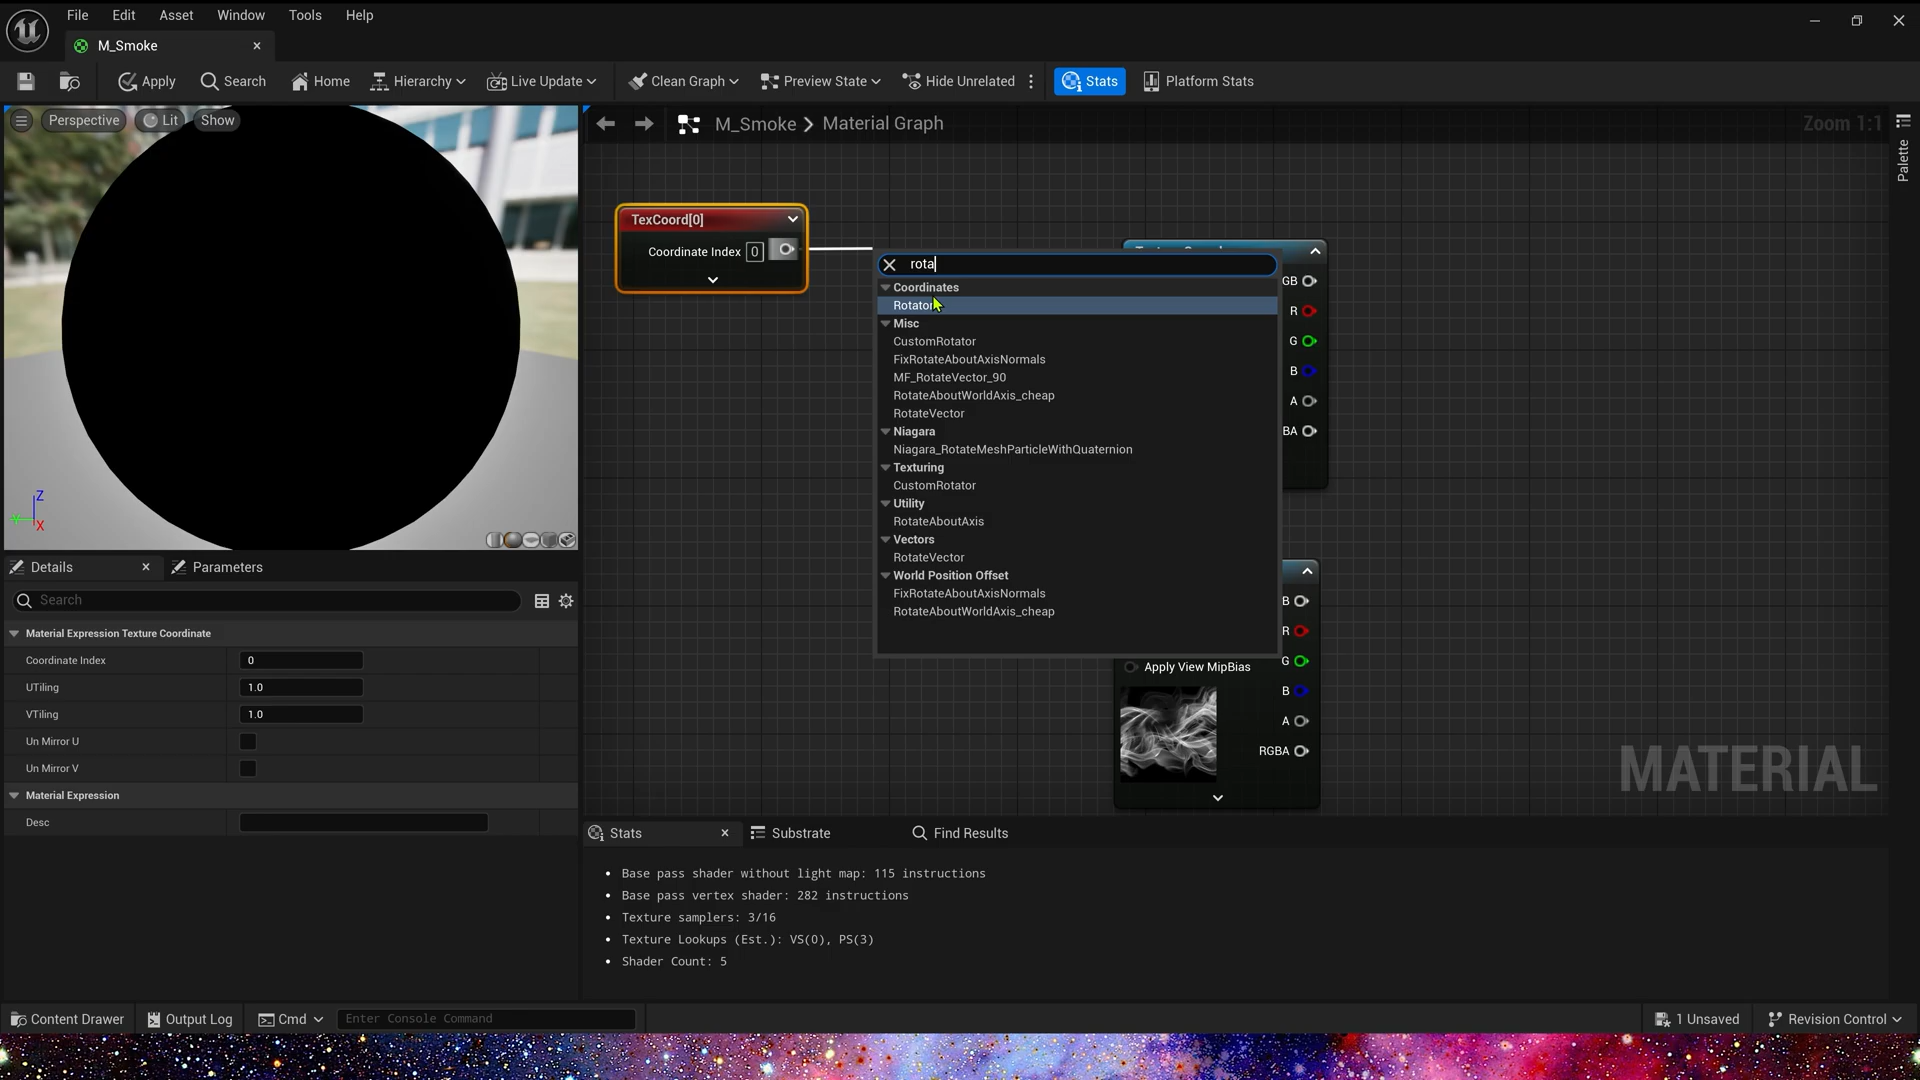 File Edit Asset Window Tools Help
M_Smoke
Apply Search Home Hierarchy Live Update Clean Graph Preview State Hide Unrelated Stats Platform Stats
Perspective Lit Show
M_Smoke > Material Graph
Zoom 1:1
Palette
TexCoord[0]
Coordinate Index 0
rota
Coordinates
Rotator
Misc
CustomRotator
FixRotateAboutAxisNormals
MF_RotateVector_90
RotateAboutWorldAxis_cheap
RotateVector
Niagara
Niagara_RotateMeshParticleWithQuaternion
Texturing
CustomRotator
Utility
RotateAboutAxis
Vectors
RotateVector
World Position Offset
FixRotateAboutAxisNormals
RotateAboutWorldAxis_cheap
GB
R
G
B
A
BA
B
R
Apply View MipBias G
B
A
RGBA
MATERIAL
Z
X
Details Parameters
Search
Material Expression Texture Coordinate
Coordinate Index 0
UTiling 1.0
VTiling 1.0
Un Mirror U
Un Mirror V
Material Expression
Desc
Stats Substrate Find Results
• Base pass shader without light map: 115 instructions
• Base pass vertex shader: 282 instructions
• Texture samplers: 3/16
• Texture Lookups (Est.): VS(0), PS(3)
• Shader Count: 5
Content Drawer Output Log Cmd Enter Console Command 1 Unsaved Revision Control